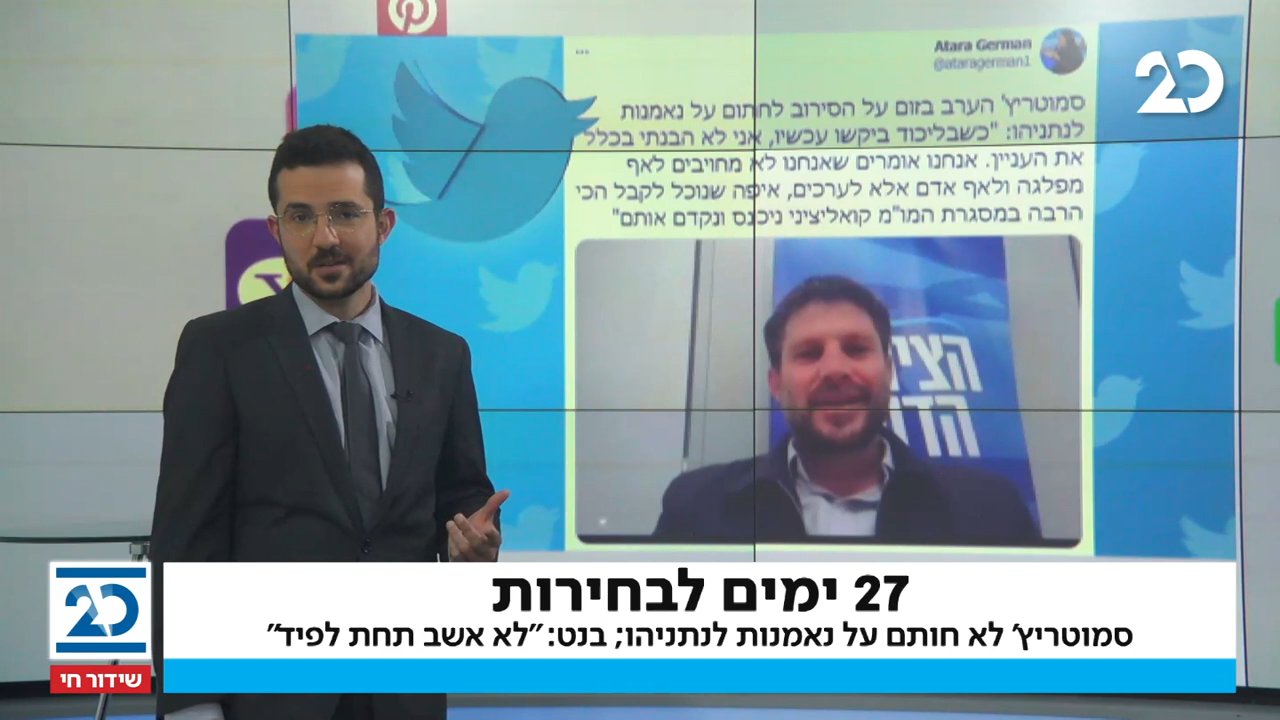 Atara German
@ataragerman1
סמוטריץ' הערב בזום על הסירוב לחתום על נאמנות
לנתניהו: "כשבליכוד ביקשו עכשיו, אני לא הבנתי בכלל
את העניין. אנחנו אומרים שאנחנו לא מחויבים לאף
מפלגה ולאף אדם אלא לערכים, איפה שנוכל לקבל הכי
הרבה במסגרת המו"מ קואליציוני ניכנס ונקדם אותם"
20
הציו
הדת
27 ימים לבחירות
סמוטריץ' לא חותם על נאמנות לנתניהו; בנט: "לא אשב תחת לפיד"
20
שידור חי